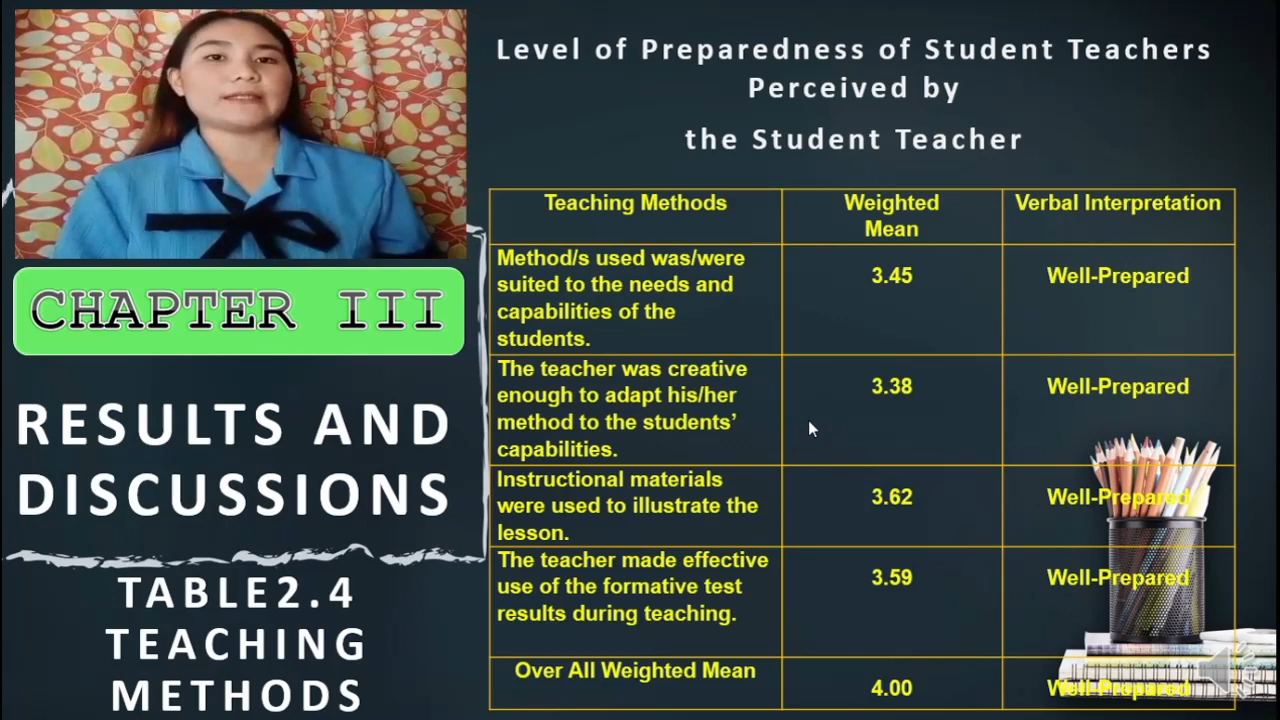 Level of Preparedness of Student Teachers
Perceived by
the Student Teacher
CHAPTER III
RESULTS AND
DISCUSSIONS
TABLE2.4
TEACHING
METHODS
Teaching Methods
Weighted
Mean
Verbal Interpretation
Method/s used was/were
suited to the needs and
capabilities of the
students.
3.45
Well-Prepared
The teacher was creative
enough to adapt his/her
method to the students’
capabilities.
3.38
Well-Prepared
Instructional materials
were used to illustrate the
lesson.
3.62
Well-Prepared
The teacher made effective
use of the formative test
results during teaching.
3.59
Well-Prepared
Over All Weighted Mean
4.00
Well-Prepared